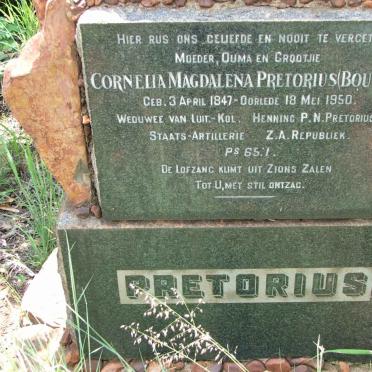 Hier rus ons geliefde en nooit te verget
Moeder, Ouma en Grootjie
Cornelia Magdalena Pretorius (Bou
Geb. 3 April 1847 - Oorlede 18 Mei 1950.
Weduwee van Luit.-Kol. Henning P.N. Pretorius
Staats-Artillerie Z.A. Republiek.
Ps 65:1.
De Lofzang klimt uit Zions Zalen
Tot U, met stil ontzag.
PRETORIUS